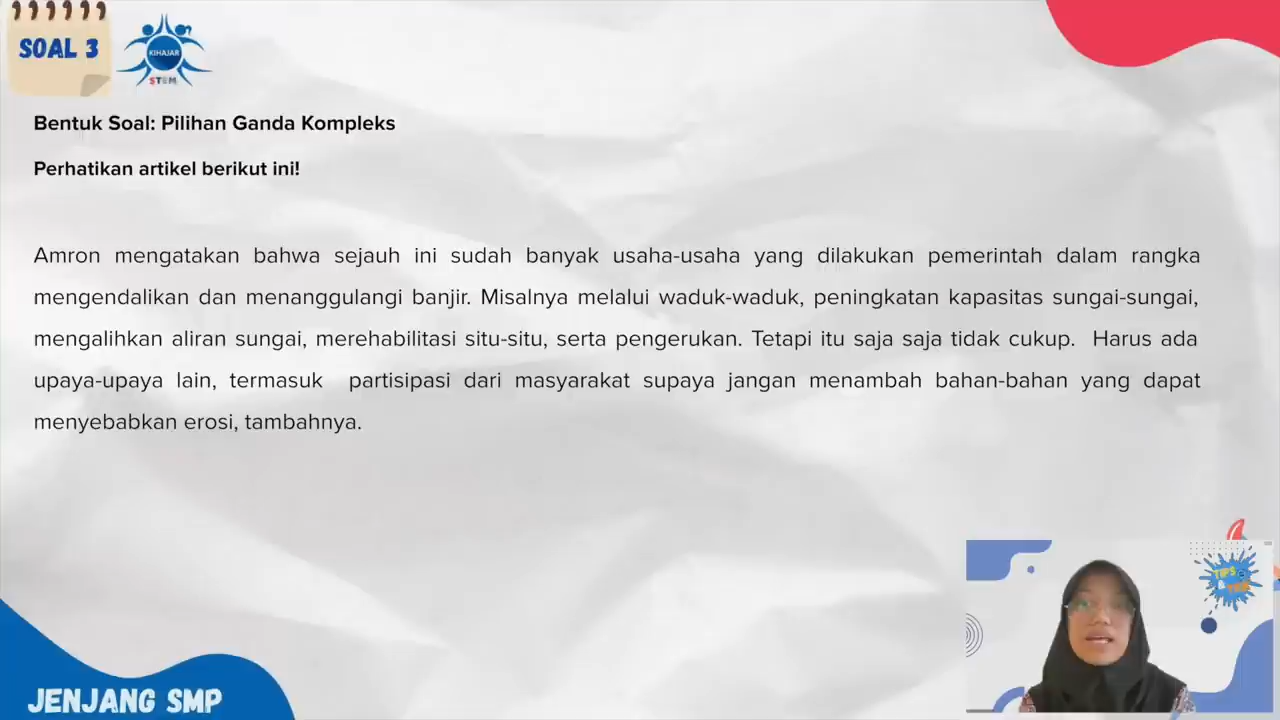 SOAL 3
KIHAJAR
STEM
Bentuk Soal: Pilihan Ganda Kompleks
Perhatikan artikel berikut ini!
Amron mengatakan bahwa sejauh ini sudah banyak usaha-usaha yang dilakukan pemerintah dalam rangka
mengendalikan dan menanggulangi banjir. Misalnya melalui waduk-waduk, peningkatan kapasitas sungai-sungai,
mengalihkan aliran sungai, merehabilitasi situ-situ, serta pengerukan. Tetapi itu saja saja tidak cukup. Harus ada
upaya-upaya lain, termasuk partisipasi dari masyarakat supaya jangan menambah bahan-bahan yang dapat
menyebabkan erosi, tambahnya.
TIPS
JENJANG SMP